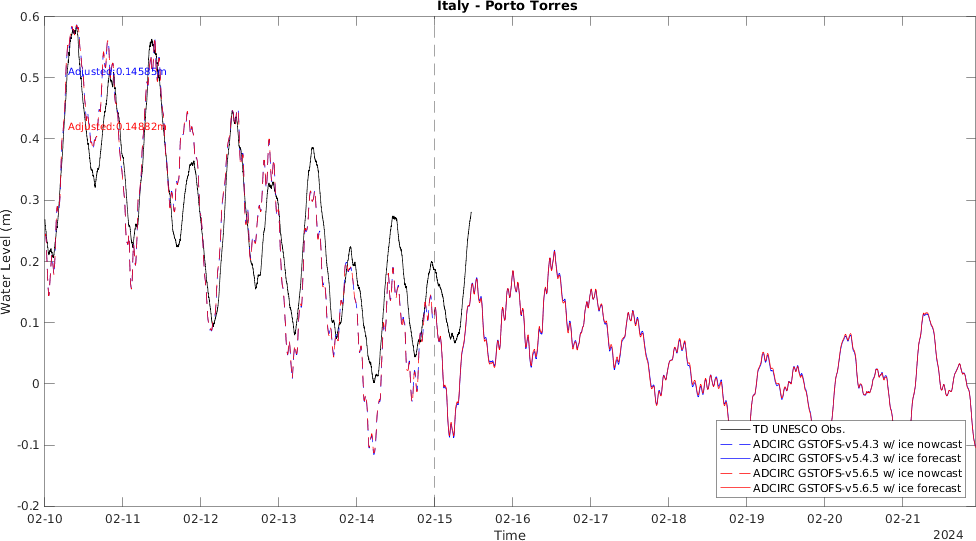 Italy - Porto Torres
Water Level (m)
0.6
0.5
0.4
0.3
0.2
0.1
0
-0.1
-0.2
Adjusted:0.14585m
Adjusted:0.14882m
TD UNESCO Obs.
ADCIRC GSTOFS-v5.4.3 w/ ice nowcast
ADCIRC GSTOFS-v5.4.3 w/ ice forecast
ADCIRC GSTOFS-v5.6.5 w/ ice nowcast
ADCIRC GSTOFS-v5.6.5 w/ ice forecast
02-10 02-11 02-12 02-13 02-14 02-15 02-16 02-17 02-18 02-19 02-20 02-21
Time
2024